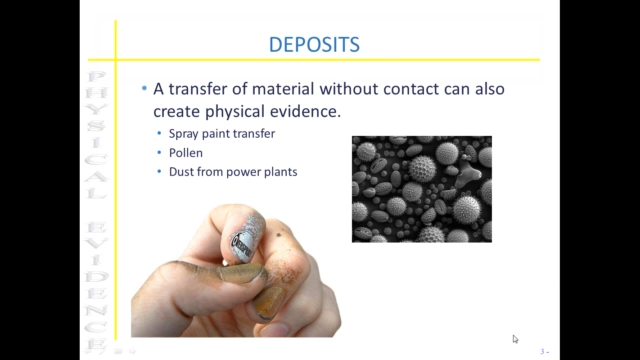 DEPOSITS
• A transfer of material without contact can also
create physical evidence.
• Spray paint transfer
• Pollen
• Dust from power plants
PHYSICAL EVIDENCE
3 -